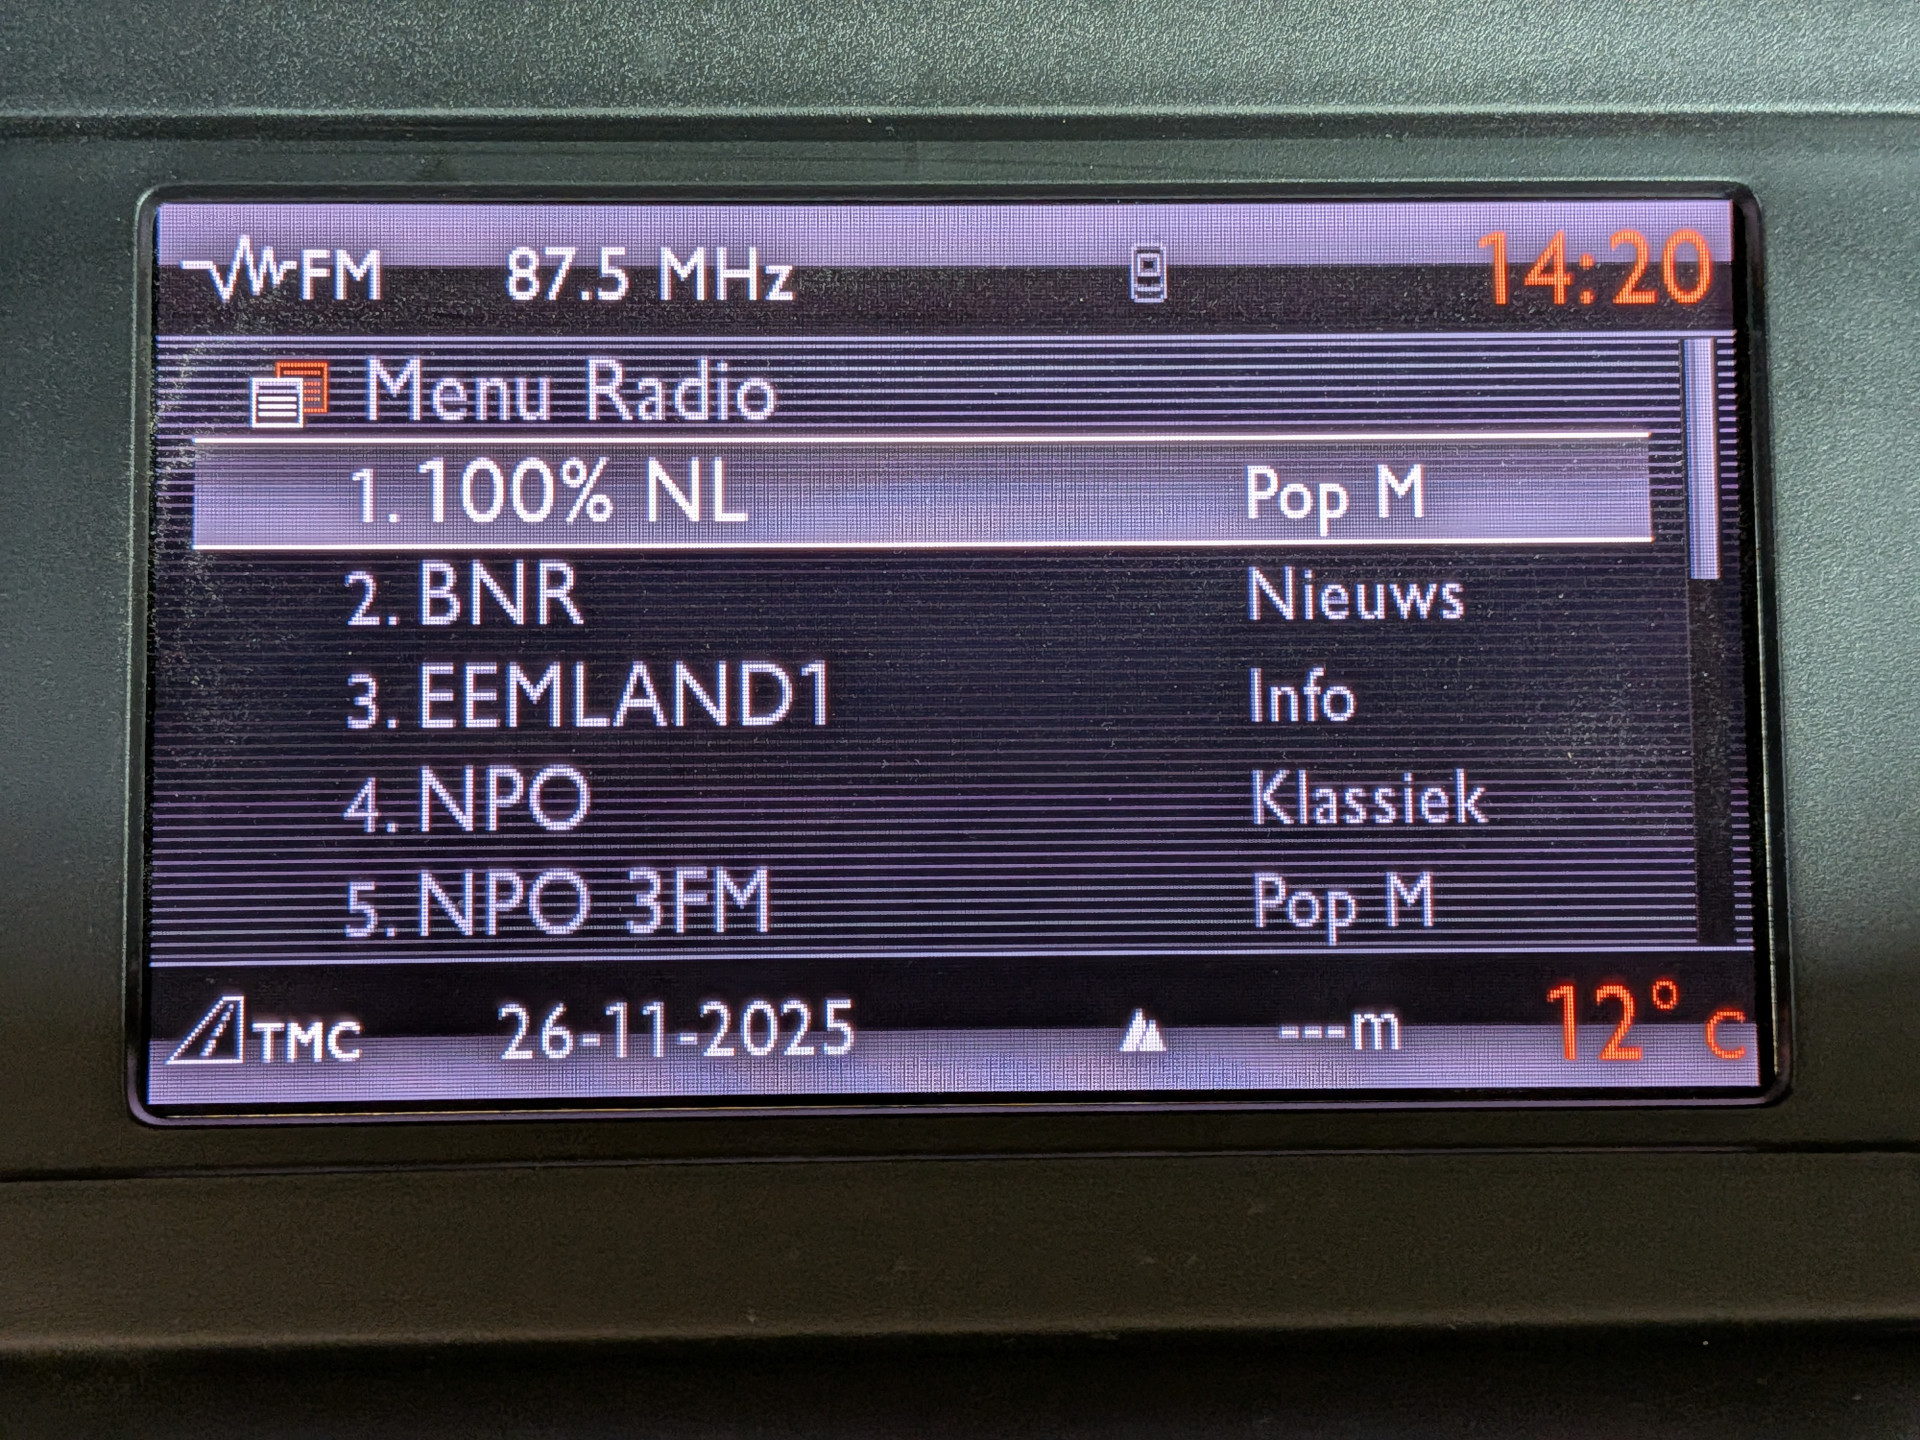 FM 87.5 MHz 14:20
Menu Radio
1. 100% NL Pop M
2. BNR Nieuws
3. EEMLAND1 Info
4. NPO Klassiek
5. NPO 3FM Pop M
TMC 26-11-2025 ---m 12° C